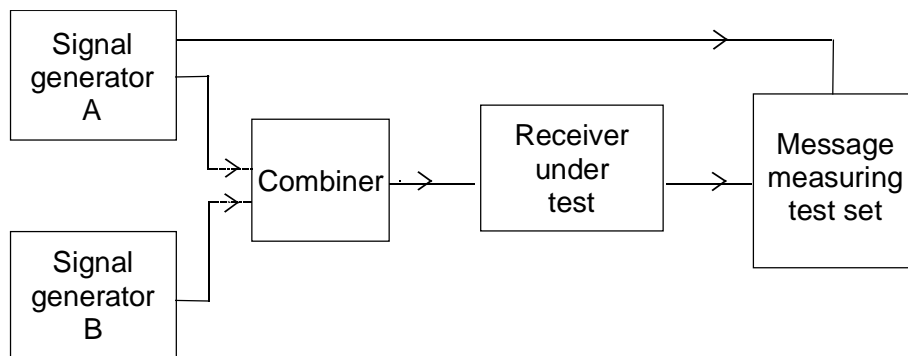 Signal
generator
A
Combiner
Receiver
under
test
Message
measuring
test set
Signal
generator
B